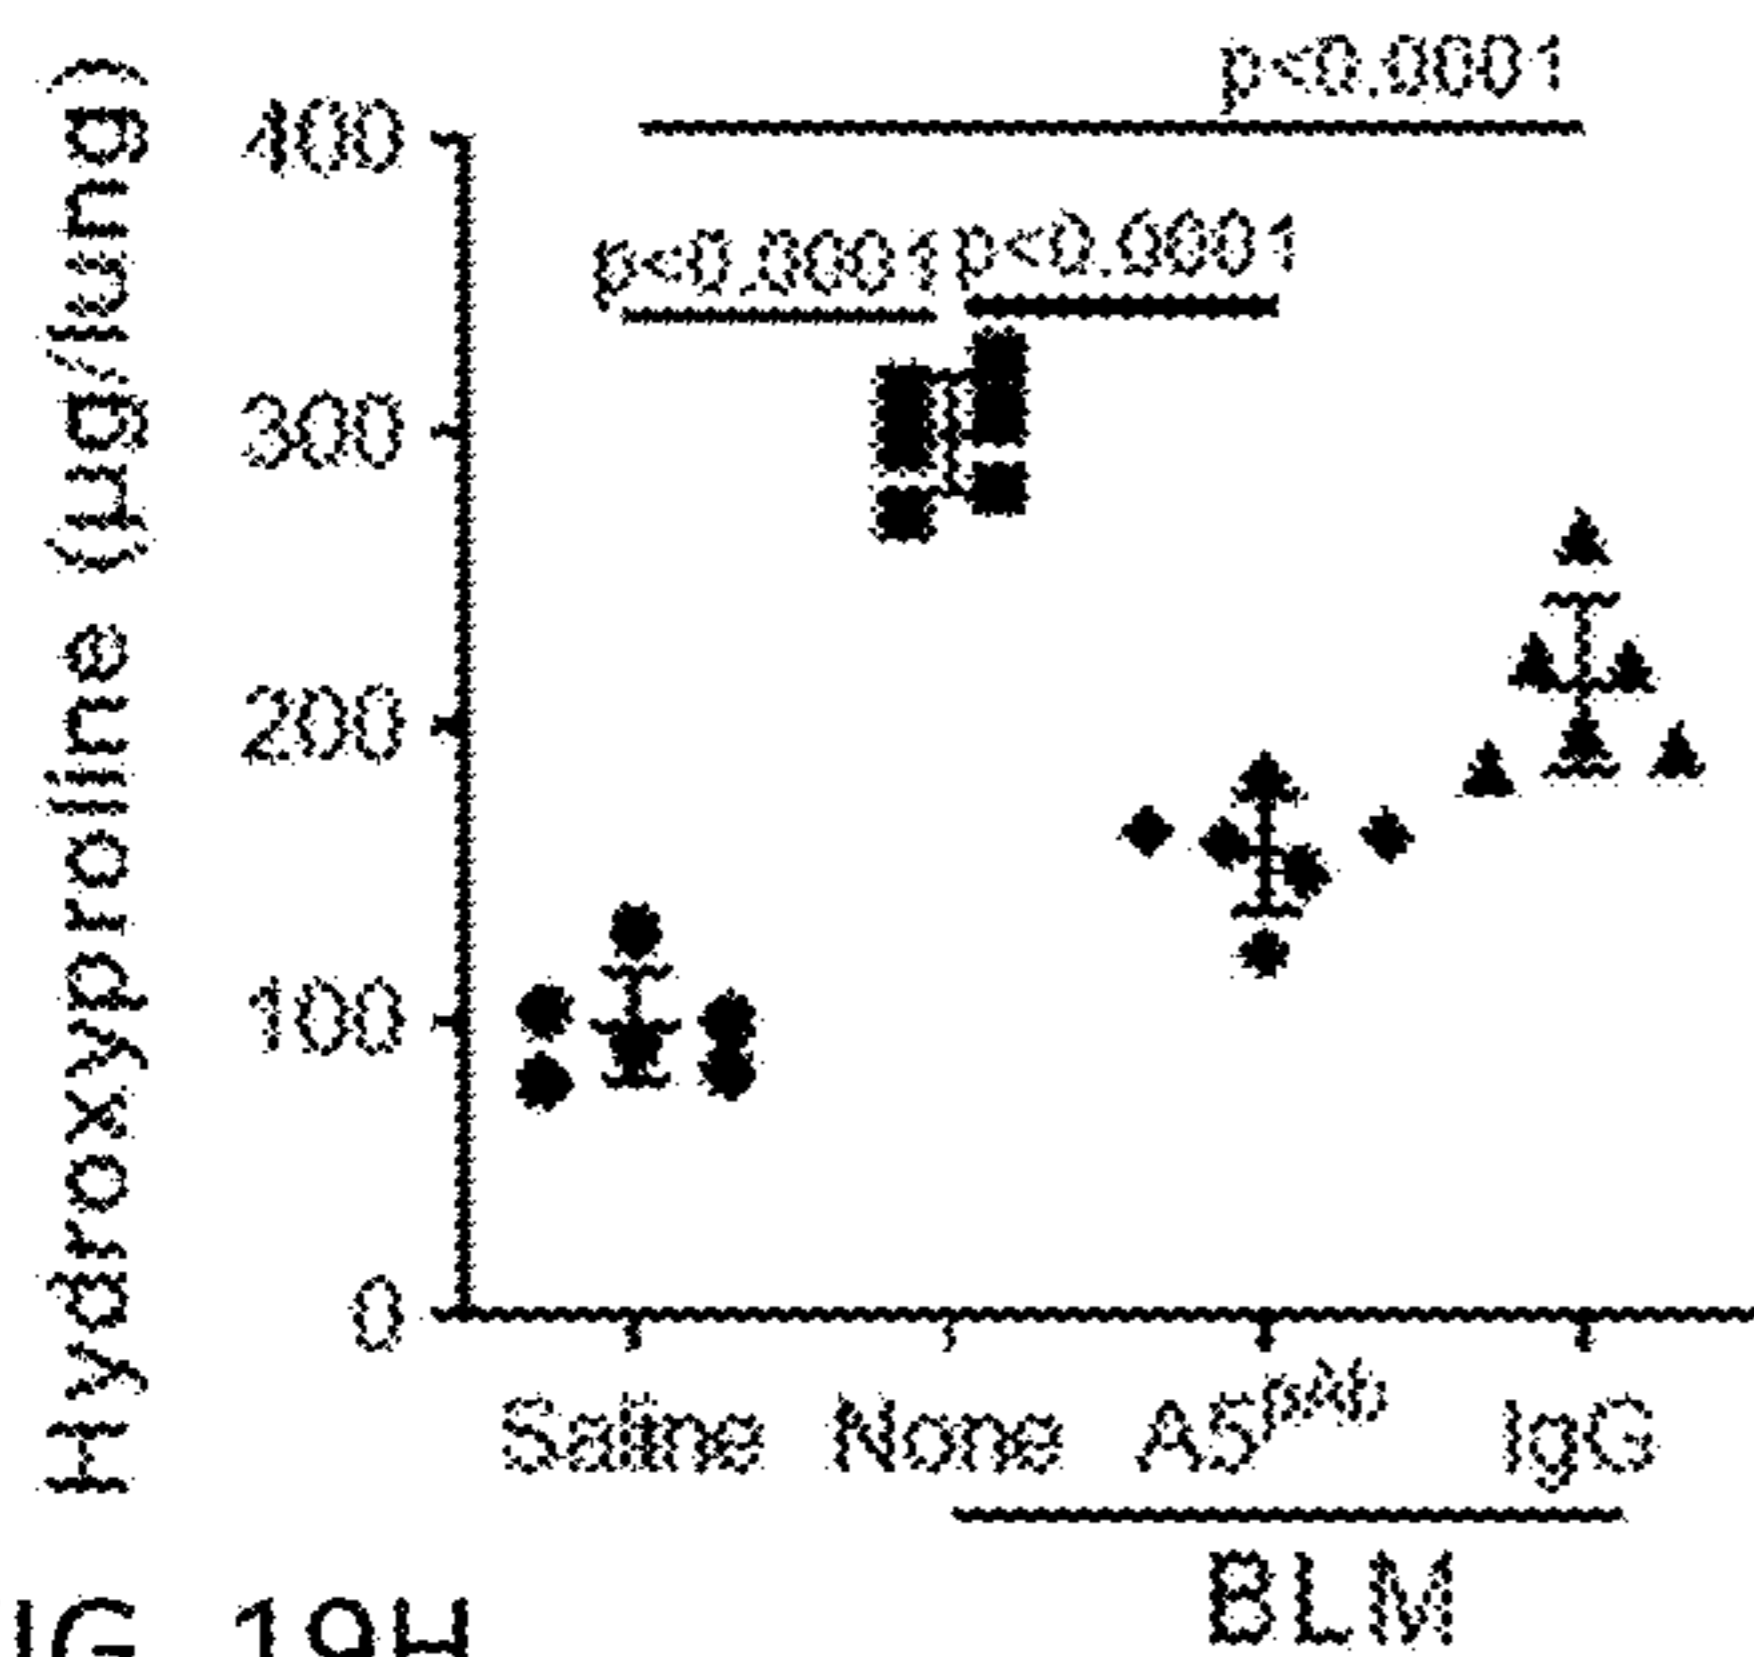 Hydroxyproline (µg/lung)
p<0.0001
400
p<0.0001 p<0.0001
300
200
100
0
Saline None A5pAb IgG
BLM
IG 19H